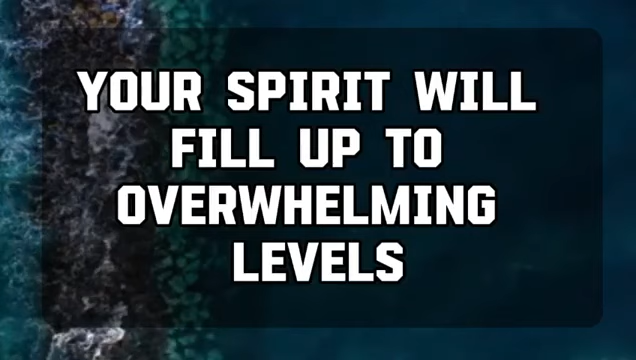 YOUR SPIRIT WILL
FILL UP TO
OVERWHELMING
LEVELS